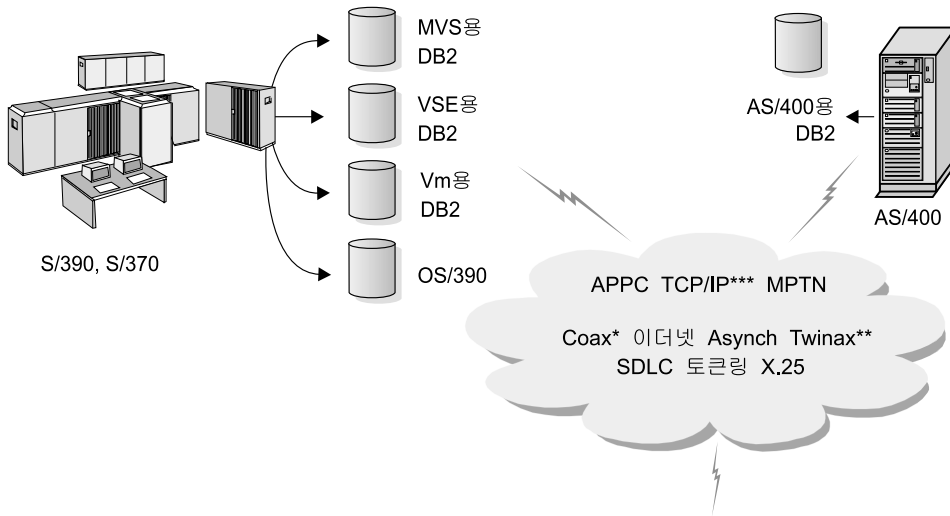 MVS용
DB2
VSE용
DB2
Vm용
DB2
OS/390
S/390, S/370
AS/400용
DB2
AS/400
APPC TCP/IP*** MPTN
Coax* 이더넷 Asynch Twinax**
SDLC 토큰링 X.25